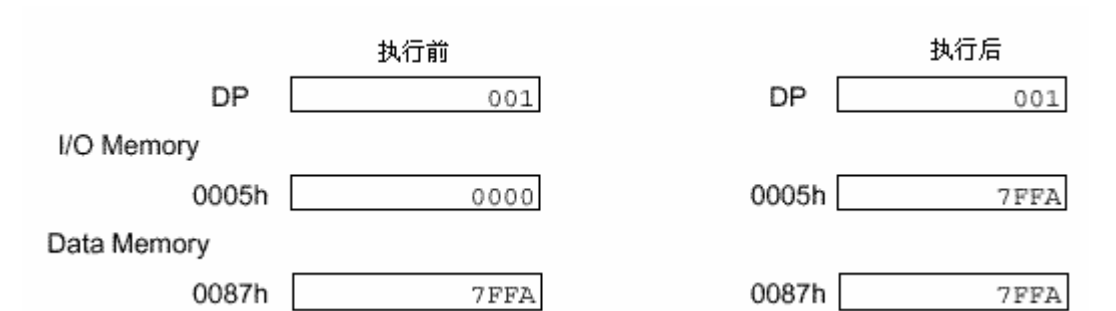 执行前 执行后
DP 001 DP 001
I/O Memory
0005h 0000 0005h 7FFA
Data Memory
0087h 7FFA 0087h 7FFA